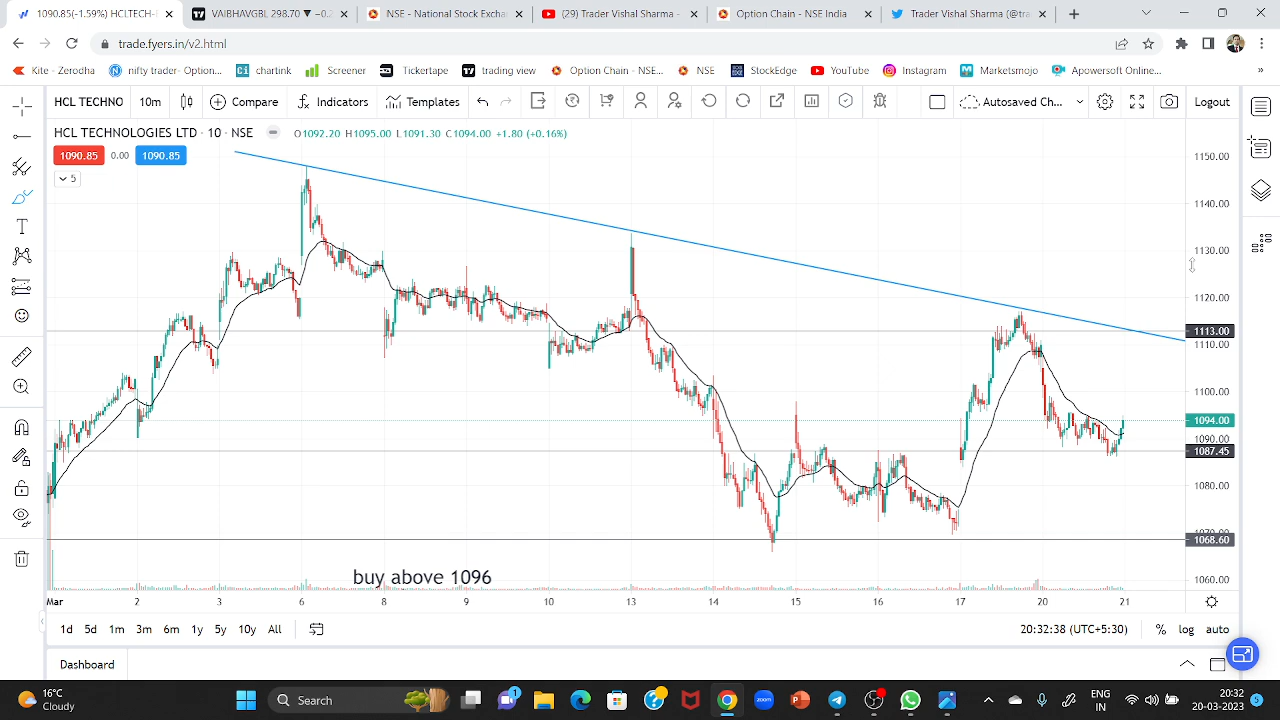 1090.85(-1.59%) HCLTECH-
VAIBHAVGBL 298.70 ▼ −0.2
NSE - National Stock Exchan
(29) Trader Vishal Sharma -
Option Chain - NSE India
Trader Vishal Sharma (@tra
trade.fyers.in/v2.html
Kite - Zerodha
nifty trader- Option...
chartink
Screener
Tickertape
trading view
Option Chain - NSE...
NSE
StockEdge
YouTube
Instagram
Marketsmojo
Apowersoft Onlin...
»
HCL TECHNO
10m
Compare
Indicators
Templates
Autosaved Ch...
Logout
HCL TECHNOLOGIES LTD · 10 · NSE
O1092.20 H1095.00 L1091.30 C1094.00 +1.80 (+0.16%)
1090.85 0.00 1090.85
5
1150.00
1140.00
1130.00
1120.00
1113.00
1110.00
1100.00
1094.00
1090.00
1087.45
1080.00
1070.00
1068.60
1060.00
buy above 1096
Mar 2 3 6 8 9 10 13 14 15 16 17 20 21
1d 5d 1m 3m 6m 1y 5y 10y All
20:32:38 (UTC+5:30)
% log auto
Dashboard
16°C
Cloudy
Search
1
zoom
ENG
IN
20:32
20-03-2023
5